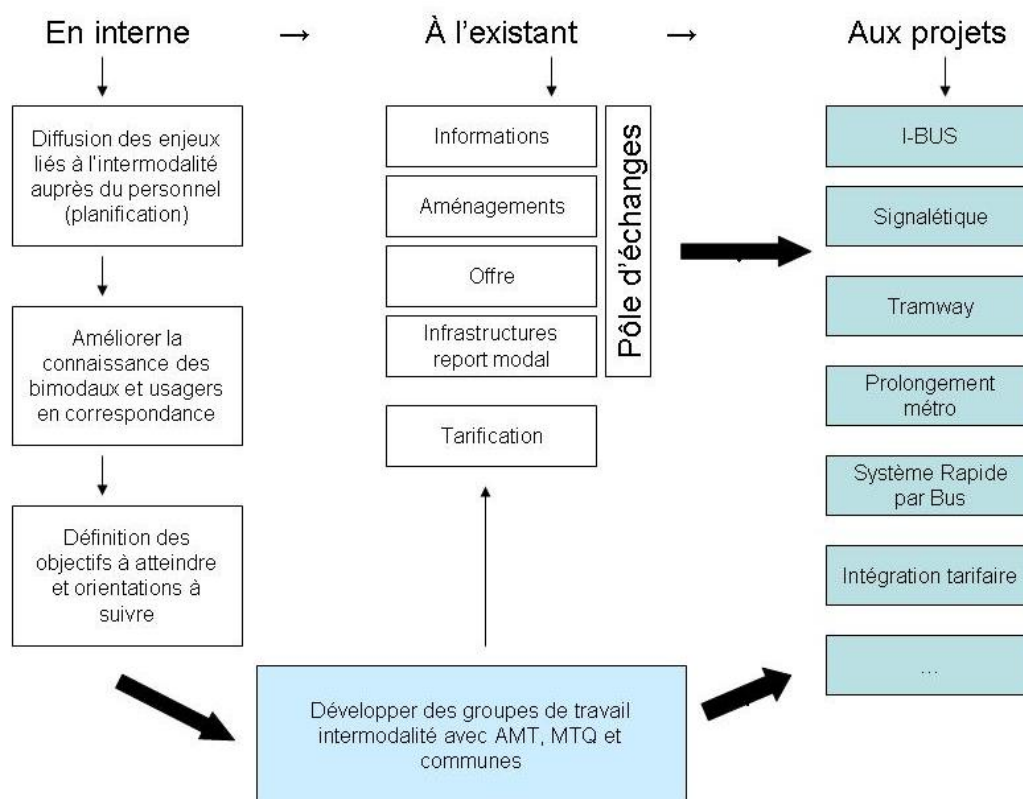 En interne → À l'existant → Aux projets
Diffusion des enjeux
liés à l'intermodalité
auprès du personnel
(planification)
Améliorer la
connaissance des
bimodaux et usagers
en correspondance
Définition des
objectifs à atteindre
et orientations à
suivre
Informations
Aménagements
Offre
Infrastructures
report modal
Pôle d'échanges
Tarification
Développer des groupes de travail
intermodalité avec AMT, MTQ et
communes
I-BUS
Signalétique
Tramway
Prolongement
métro
Système Rapide
par Bus
Intégration tarifaire
...